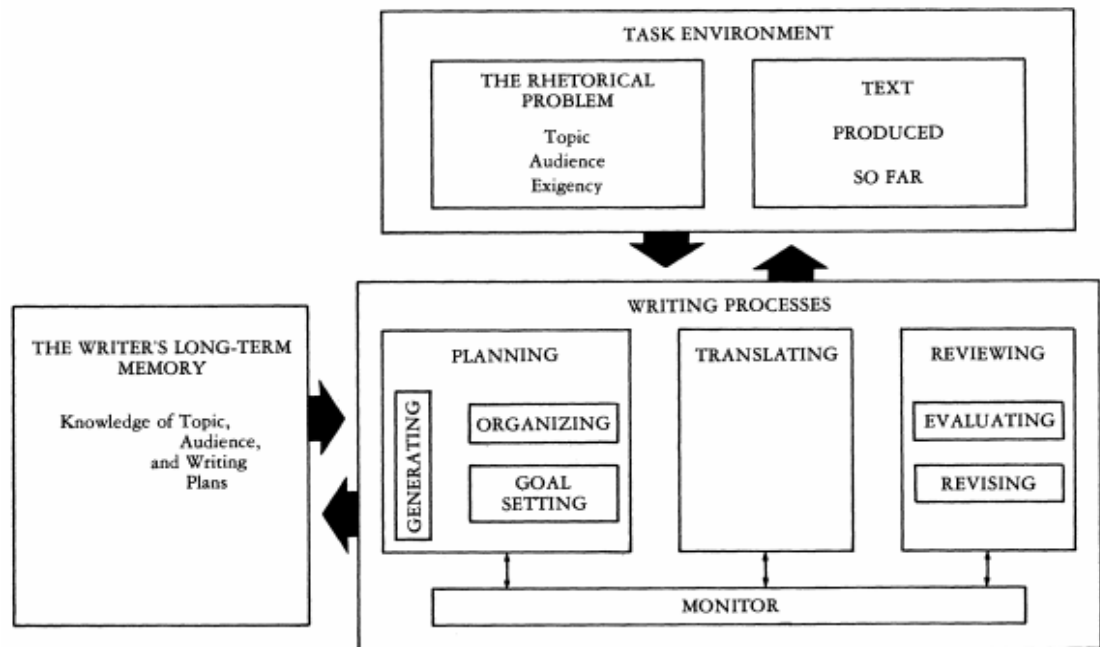 TASK ENVIRONMENT
THE RHETORICAL
PROBLEM
Topic
Audience
Exigency
TEXT
PRODUCED
SO FAR
THE WRITER'S LONG-TERM
MEMORY
Knowledge of Topic,
Audience,
and Writing
Plans
WRITING PROCESSES
PLANNING
GENERATING
ORGANIZING
GOAL
SETTING
TRANSLATING
REVIEWING
EVALUATING
REVISING
MONITOR